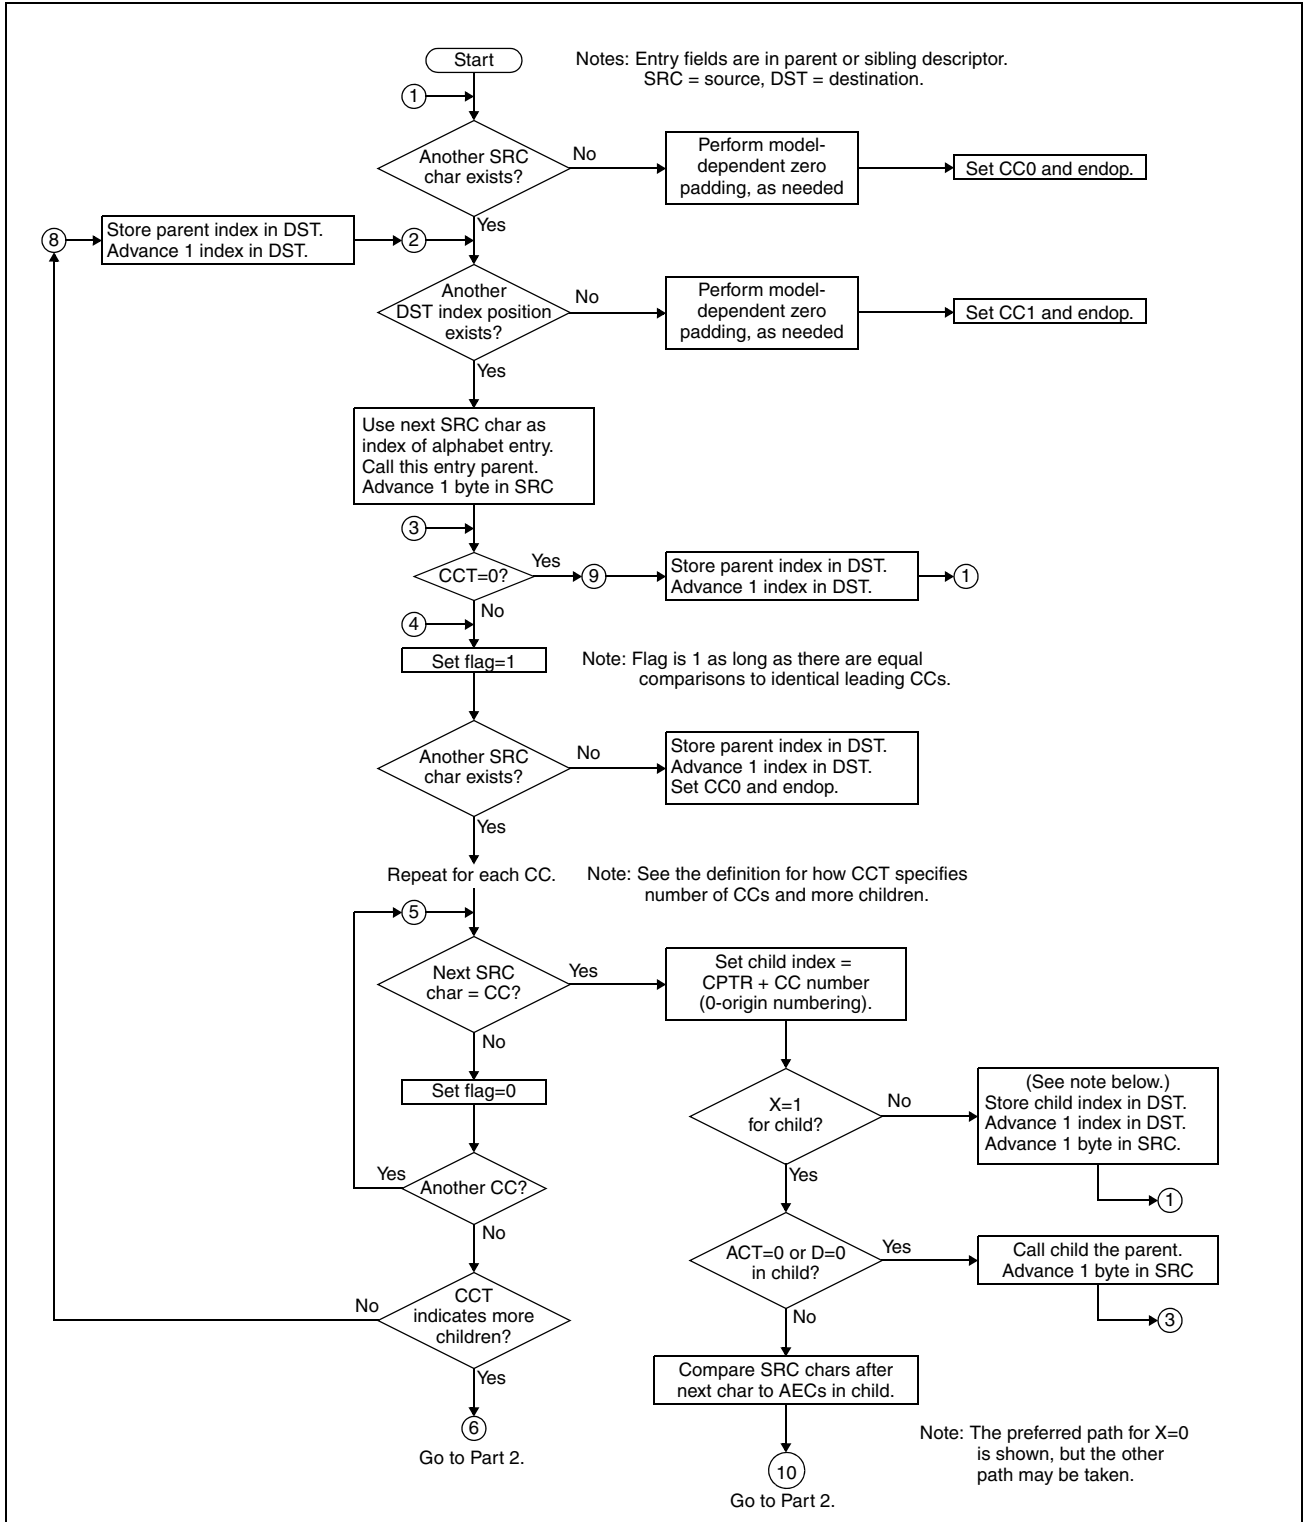 Start
Notes: Entry fields are in parent or sibling descriptor.
SRC = source, DST = destination.
1
Another SRC
char exists?
No
Perform model-
dependent zero
padding, as needed
Set CC0 and endop.
Yes
8
Store parent index in DST.
Advance 1 index in DST.
2
Another
DST index position
exists?
No
Perform model-
dependent zero
padding, as needed
Set CC1 and endop.
Yes
Use next SRC char as
index of alphabet entry.
Call this entry parent.
Advance 1 byte in SRC
3
CCT=0?
Yes
9
Store parent index in DST.
Advance 1 index in DST.
1
No
4
Set flag=1
Note: Flag is 1 as long as there are equal
comparisons to identical leading CCs.
Another SRC
char exists?
No
Store parent index in DST.
Advance 1 index in DST.
Set CC0 and endop.
Yes
Repeat for each CC.
Note: See the definition for how CCT specifies
number of CCs and more children.
5
Next SRC
char = CC?
Yes
Set child index =
CPTR + CC number
(0-origin numbering).
No
Set flag=0
X=1
for child?
No
(See note below.)
Store child index in DST.
Advance 1 index in DST.
Advance 1 byte in SRC.
1
Yes
Another CC?
Yes
No
ACT=0 or D=0
in child?
Yes
Call child the parent.
Advance 1 byte in SRC
3
No
CCT
indicates more
children?
No
Yes
Compare SRC chars after
next char to AECs in child.
6
Go to Part 2.
10
Go to Part 2.
Note: The preferred path for X=0
is shown, but the other
path may be taken.